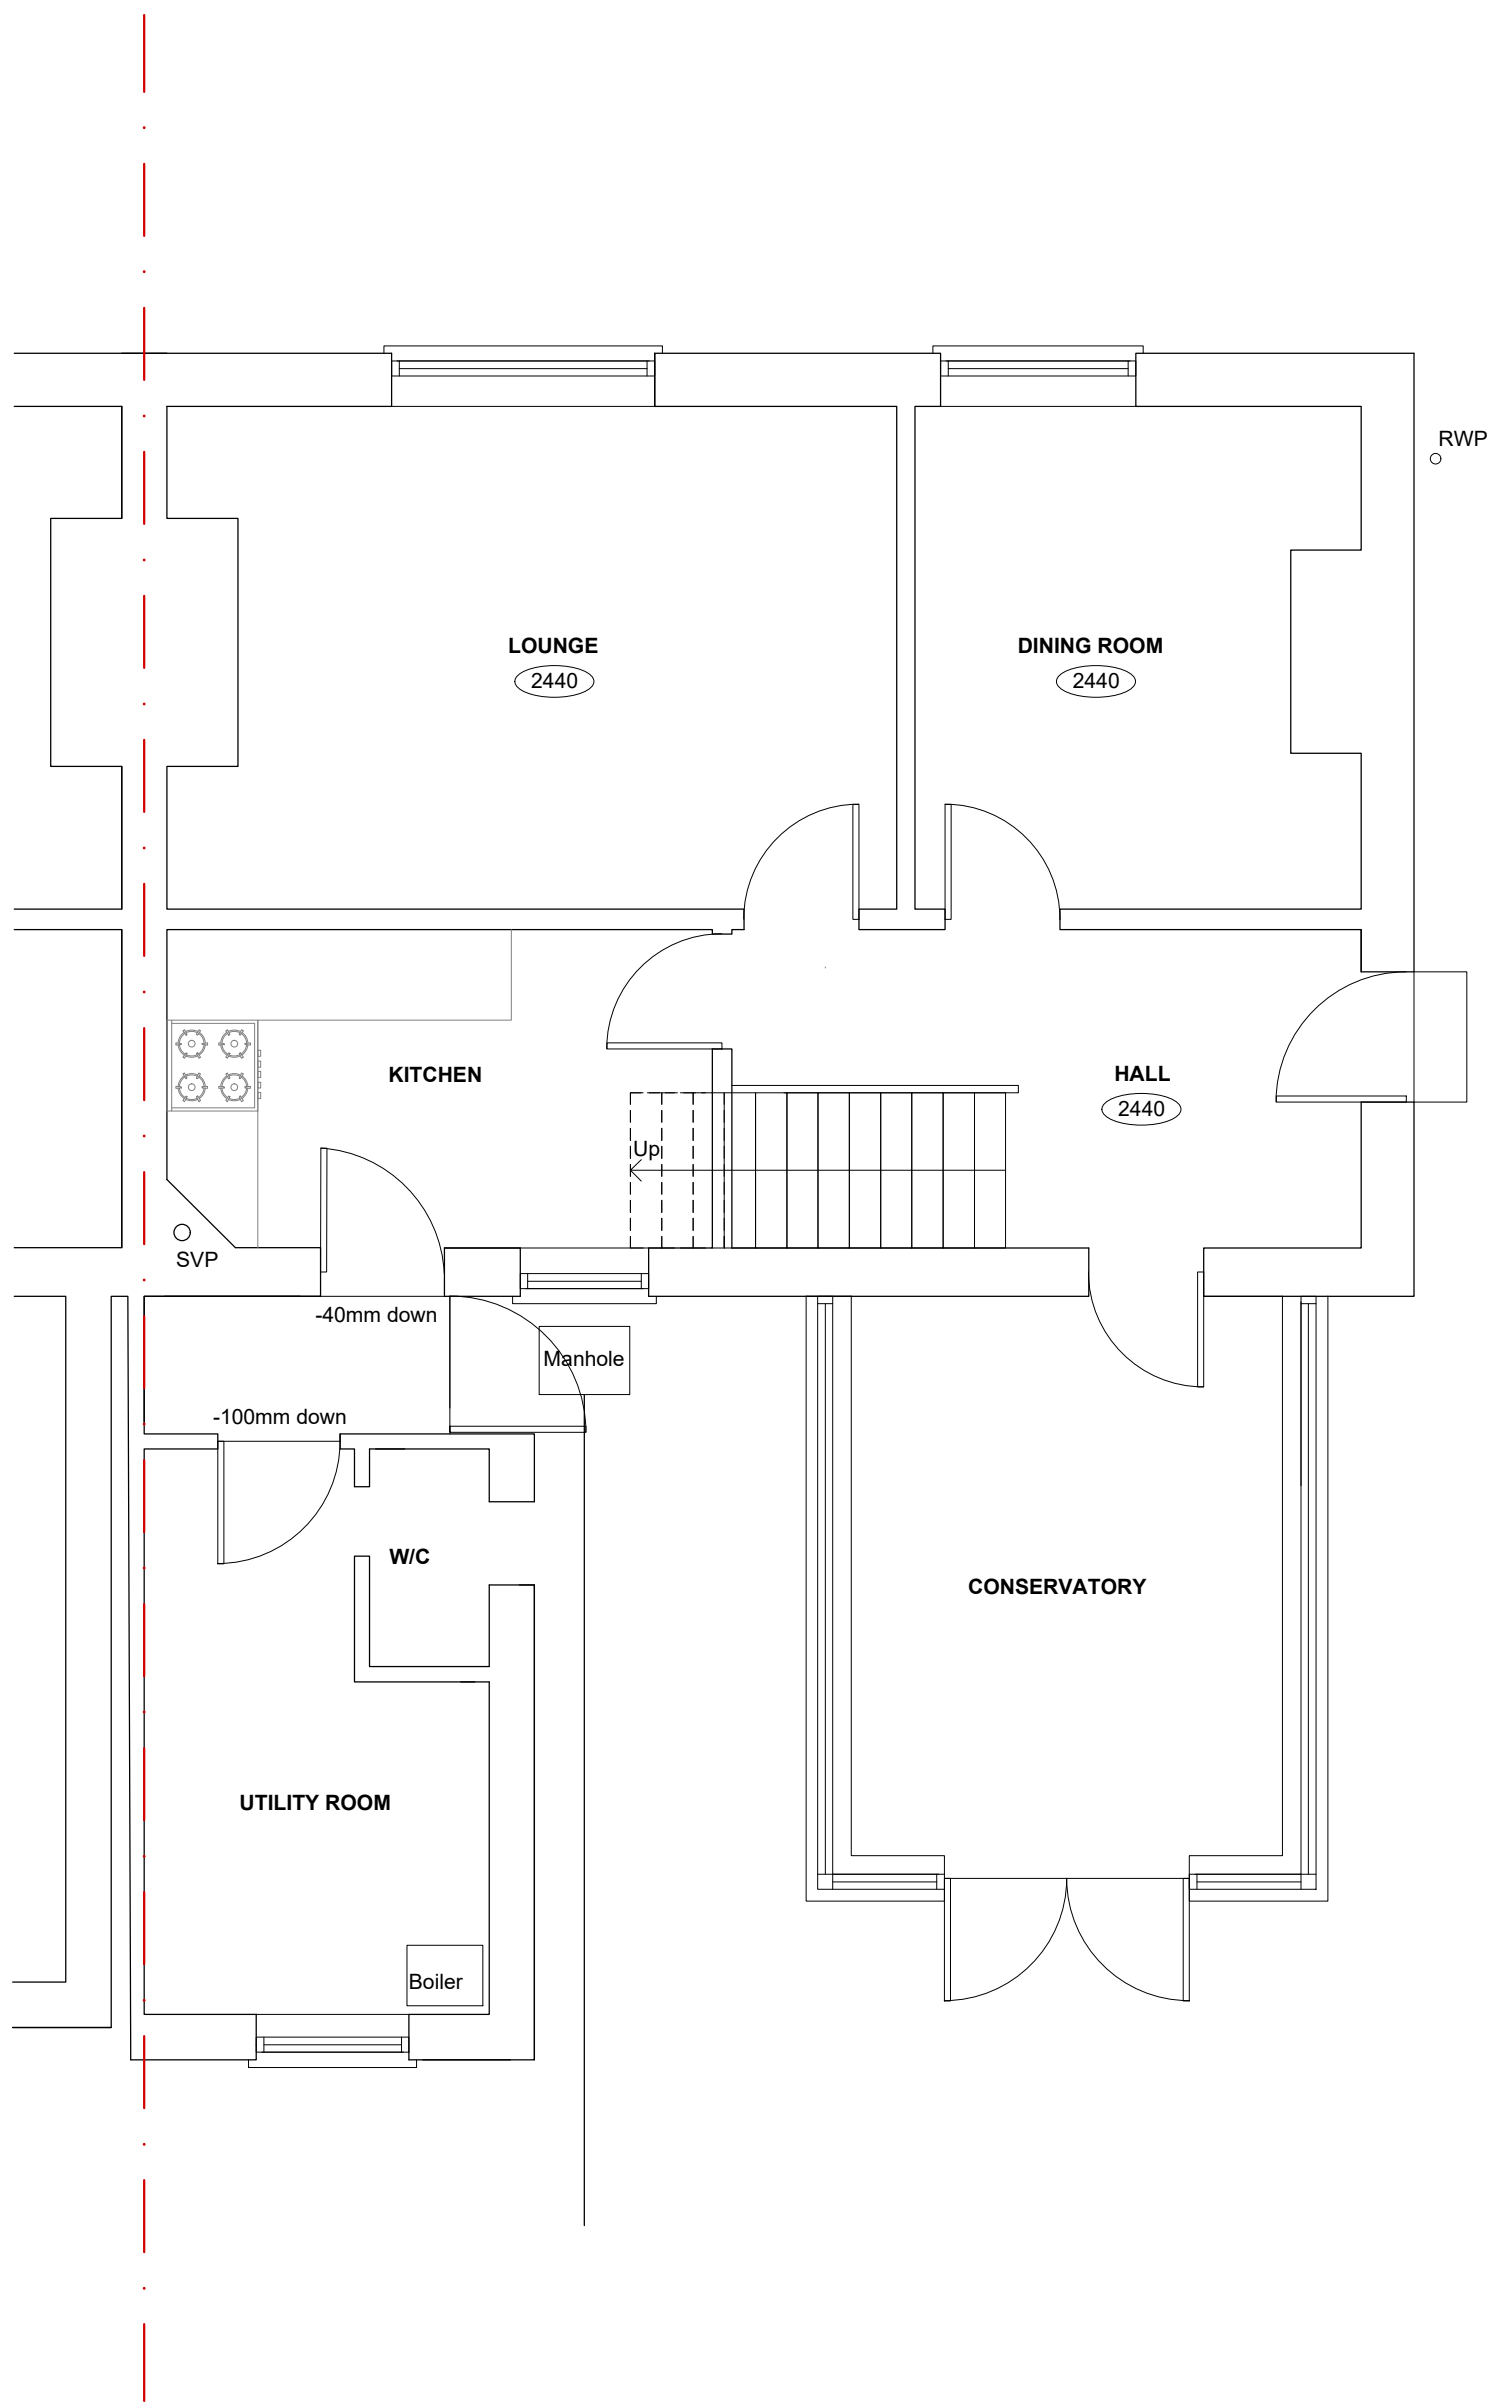 RWP
LOUNGE
2440
DINING ROOM
2440
KITCHEN
HALL
2440
Up
SVP
-40mm down
Manhole
-100mm down
W/C
CONSERVATORY
UTILITY ROOM
Boiler